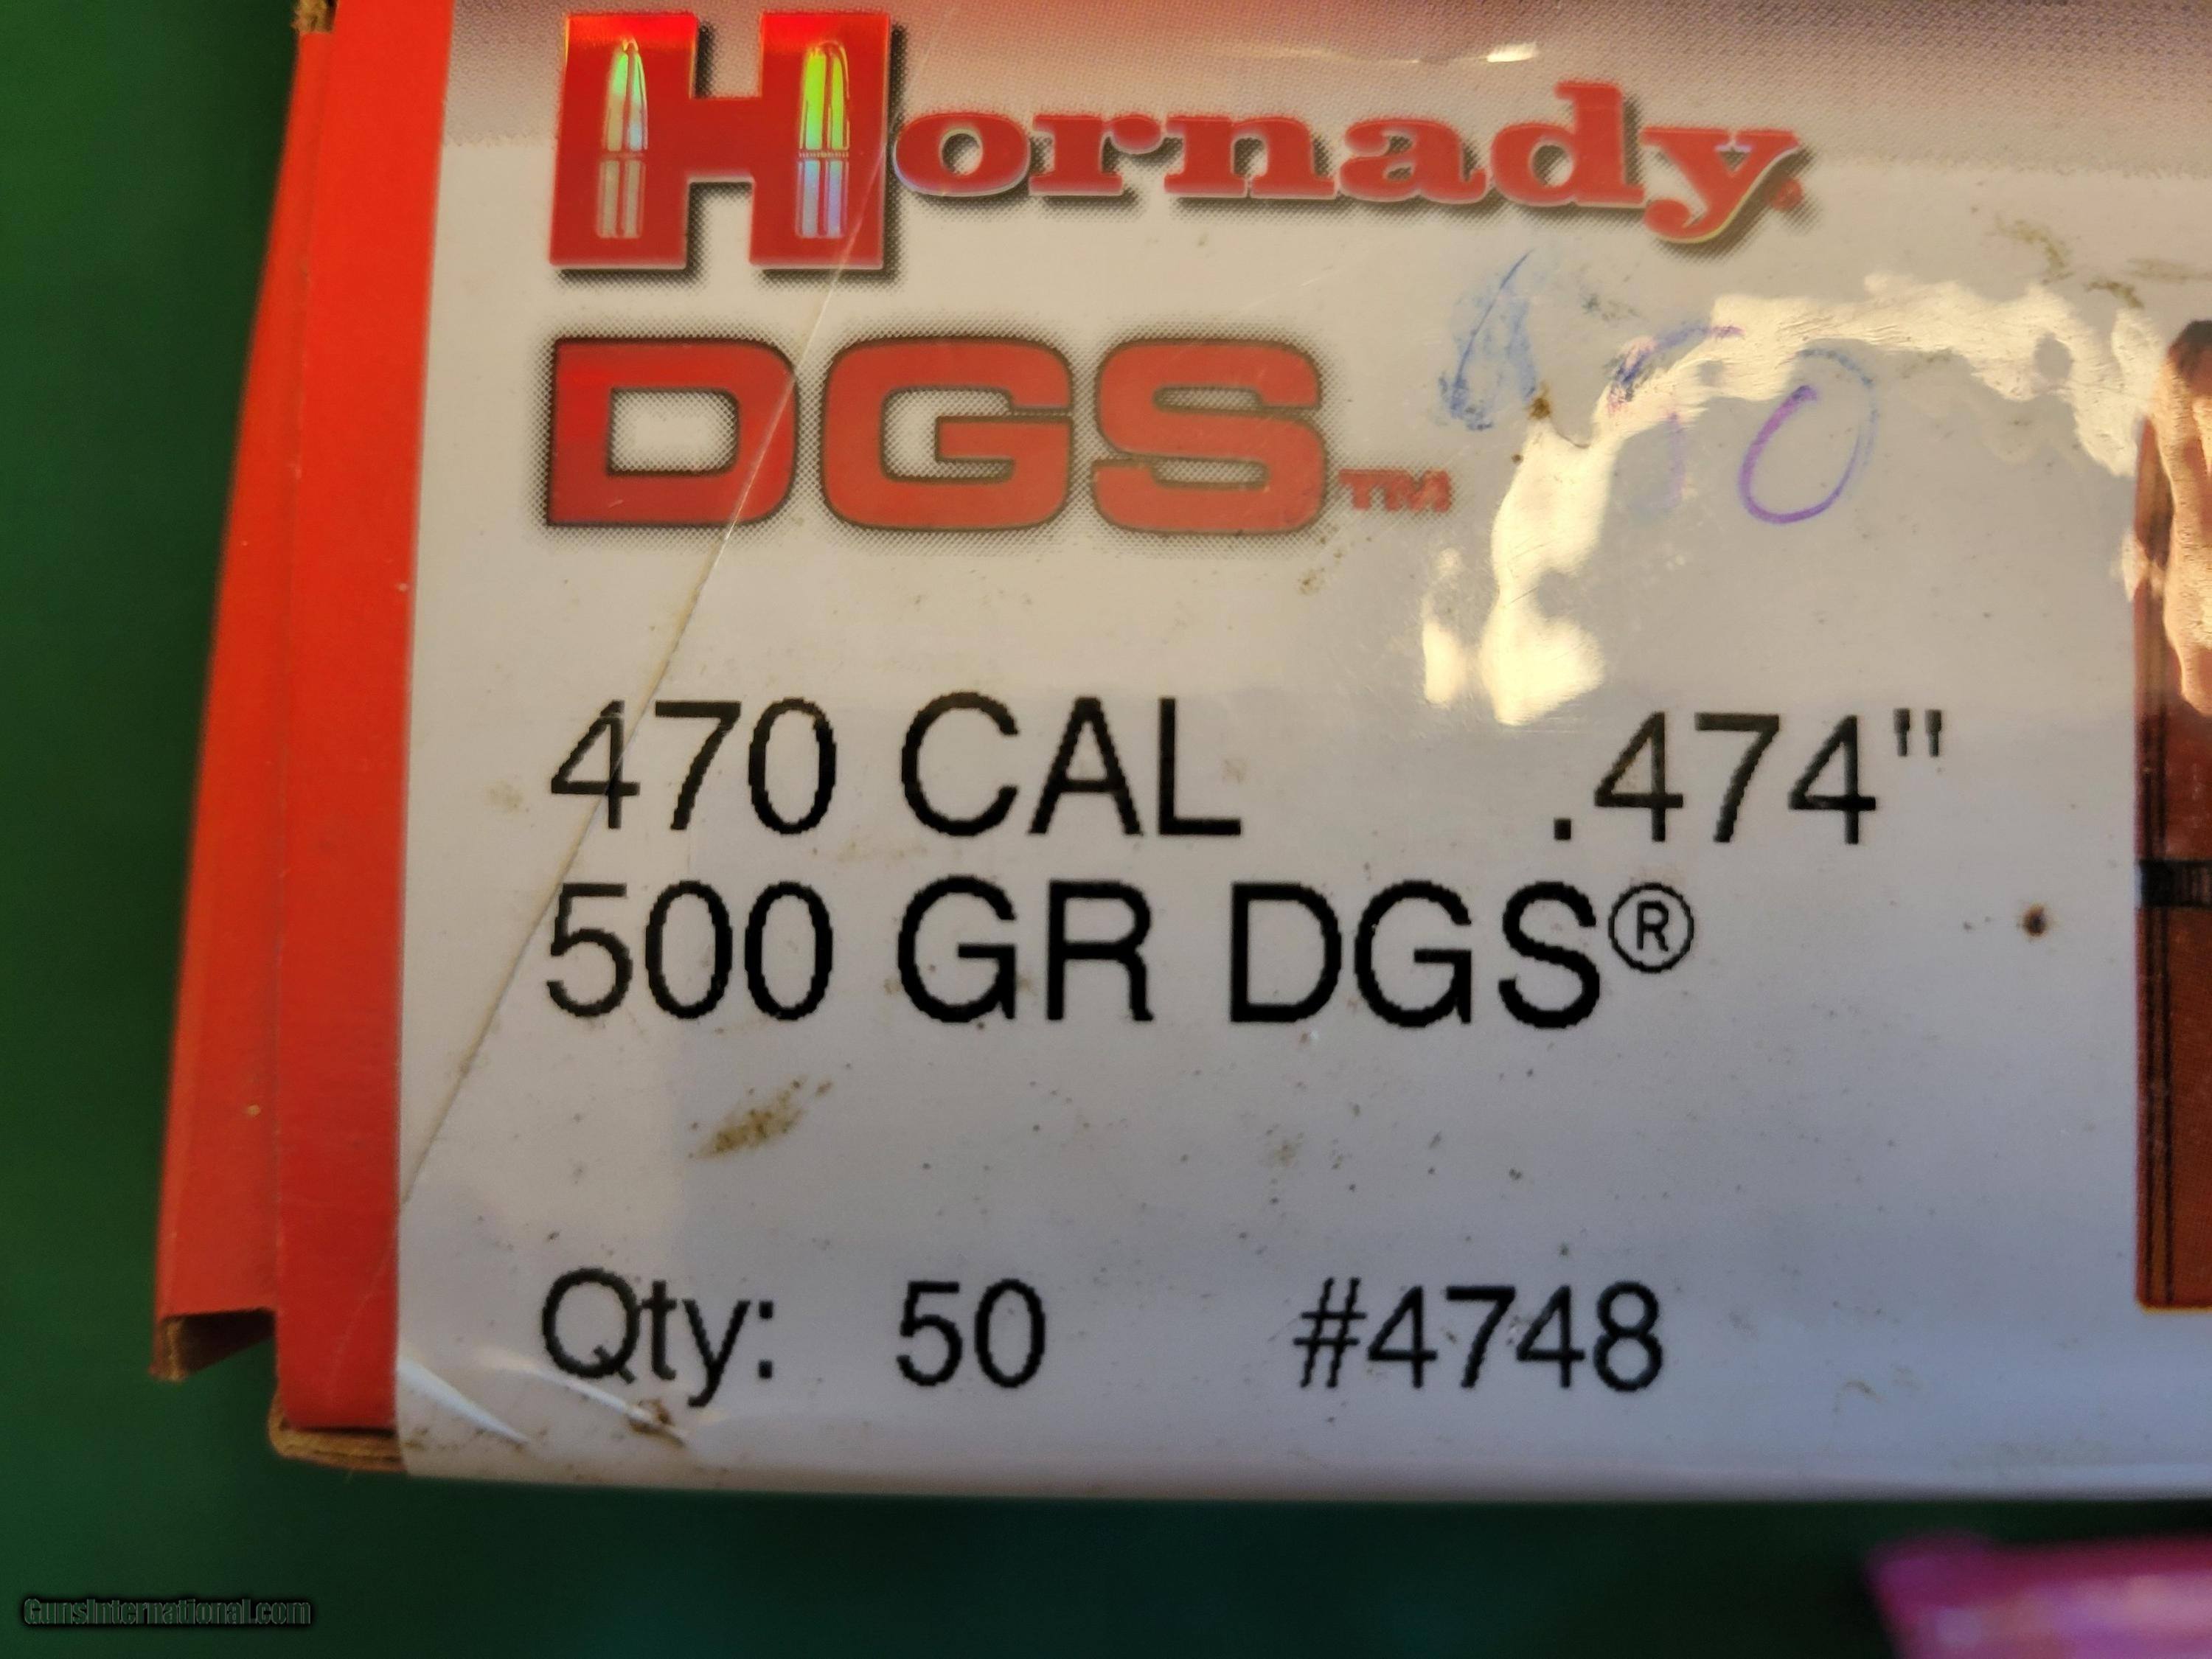 Hornady®
DGS™
470 CAL .474"
500 GR DGS®
Qty: 50 #4748
GunsInternational.com